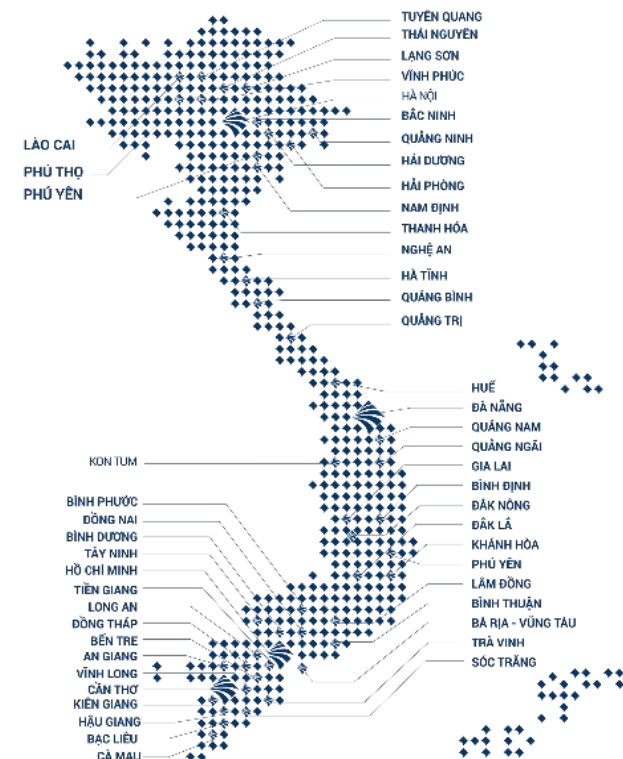 TUYÊN QUANG
THÁI NGUYÊN
LẠNG SƠN
VĨNH PHÚC
HÀ NỘI
BẮC NINH
QUẢNG NINH
HẢI DƯƠNG
HẢI PHÒNG
NAM ĐỊNH
THANH HÓA
NGHỆ AN
HÀ TĨNH
QUẢNG BÌNH
QUẢNG TRỊ
LÀO CAI
PHÚ THỌ
PHÚ YÊN
HUẾ
ĐÀ NẴNG
QUẢNG NAM
QUẢNG NGÃI
GIA LAI
BÌNH ĐỊNH
ĐẮK NÔNG
ĐẮK LẮ
KHÁNH HÒA
PHÚ YÊN
LÂM ĐỒNG
BÌNH THUẬN
BÀ RỊA - VŨNG TÀU
TRÀ VINH
SÓC TRĂNG
KON TUM
BÌNH PHƯỚC
ĐỒNG NAI
BÌNH DƯƠNG
TÂY NINH
HỒ CHÍ MINH
TIỀN GIANG
LONG AN
ĐỒNG THÁP
BẾN TRE
AN GIANG
VĨNH LONG
CẦN THƠ
KIÊN GIANG
HẬU GIANG
BẠC LIÊU
CÀ MAU